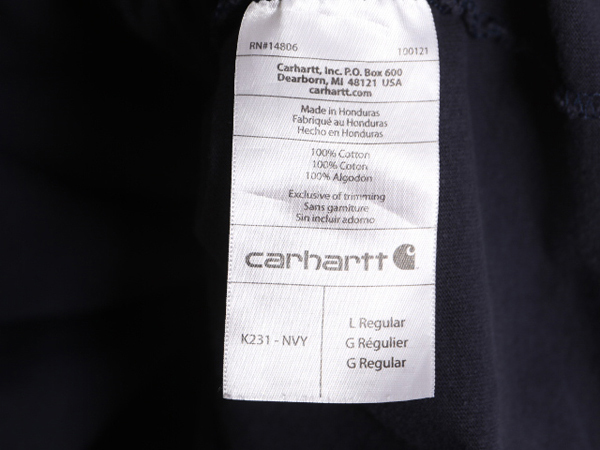 RN#14806 100121
Carhartt, Inc. P.O. Box 600
Dearborn, MI 48121 USA
carhartt.com
Made in Honduras
Fabriqué au Honduras
Hecho en Honduras
100% Cotton
100% Coton
100% Algodon
Exclusive of trimming
Sans garniture
Sin incluir adorno
carhartt
K231 - NVY
L Regular
G Régulier
G Regular